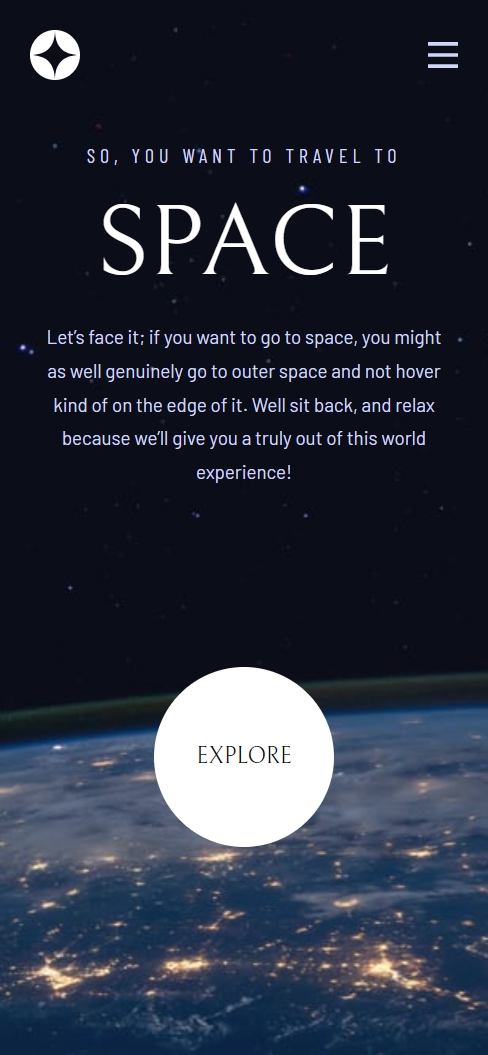 SO, YOU WANT TO TRAVEL TO
SPACE
Let’s face it; if you want to go to space, you might
as well genuinely go to outer space and not hover
kind of on the edge of it. Well sit back, and relax
because we’ll give you a truly out of this world
experience!
EXPLORE